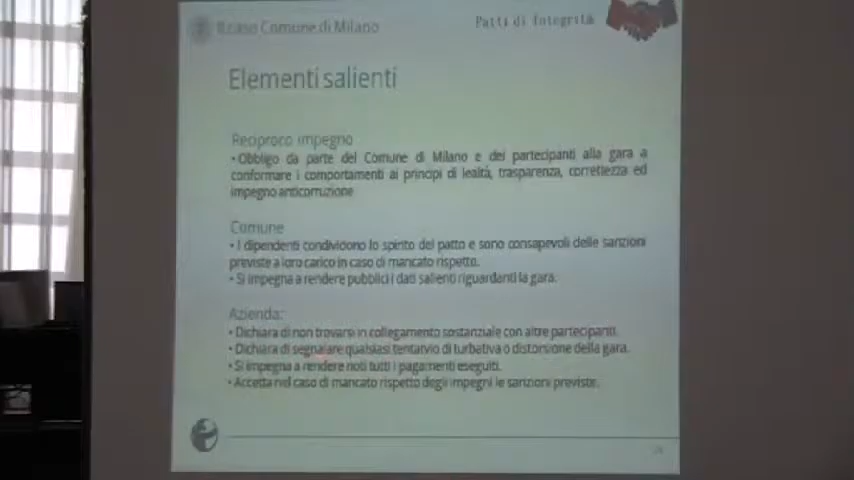 Il caso Comune di Milano
Patti di Integrità
Elementi salienti
Reciproco impegno
• Obbligo da parte del Comune di Milano e dei partecipanti alla gara a
conformare i comportamenti ai principi di lealtà, trasparenza, correttezza ed
impegno anticorruzione
Comune
• I dipendenti condividono lo spirito del patto e sono consapevoli delle sanzioni
previste a loro carico in caso di mancato rispetto.
• Si impegna a rendere pubblici i dati salienti riguardanti la gara.
Azienda:
• Dichiara di non trovarsi in collegamento sostanziale con altre partecipanti.
• Dichiara di segnalare qualsiasi tentativo di turbativa o distorsione della gara.
• Si impegna a rendere noti tutti i pagamenti eseguiti.
• Accetta nel caso di mancato rispetto degli impegni le sanzioni previste.